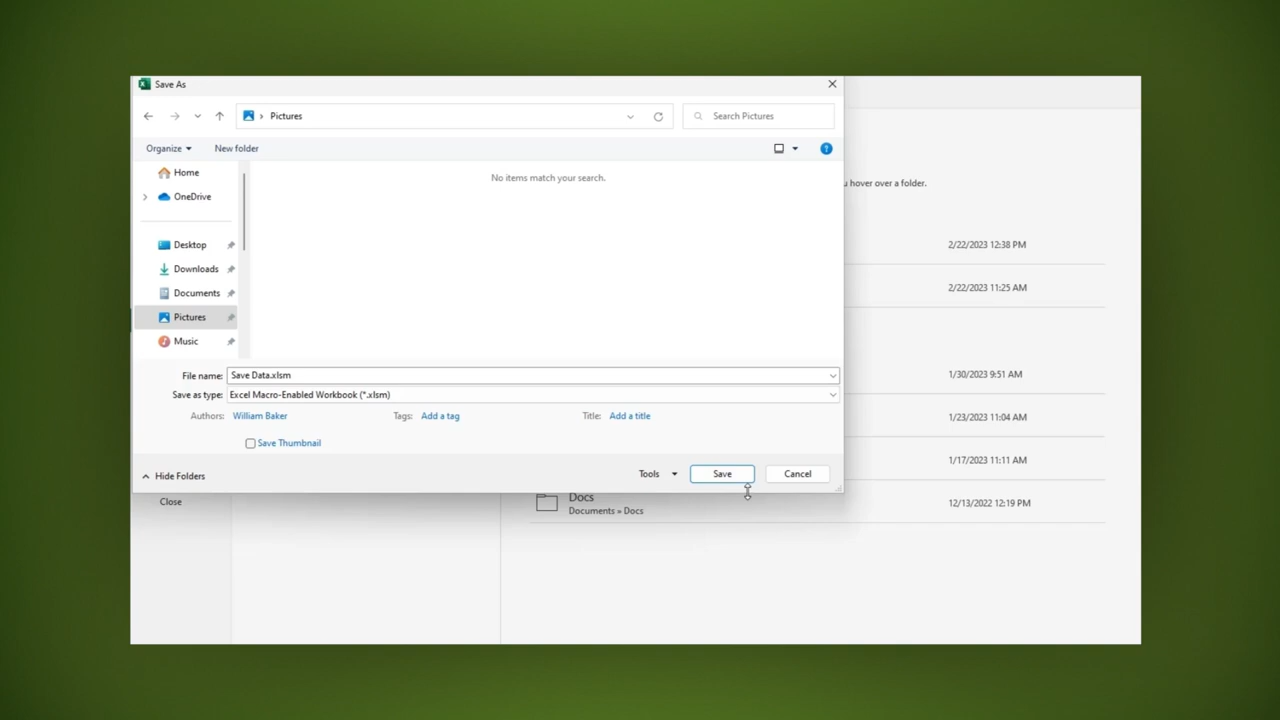 Save As
Pictures
Search Pictures
Organize
New folder
?
No items match your search.
Home
OneDrive
Desktop
Downloads
Documents
Pictures
Music
u hover over a folder.
2/22/2023 12:38 PM
2/22/2023 11:25 AM
1/30/2023 9:51 AM
1/23/2023 11:04 AM
1/17/2023 11:11 AM
File name: Save Data.xlsm
Save as type: Excel Macro-Enabled Workbook (*.xlsm)
Authors: William Baker Tags: Add a tag Title: Add a title
Save Thumbnail
Hide Folders
Tools
Save
Cancel
Close
Docs
Documents » Docs
12/13/2022 12:19 PM